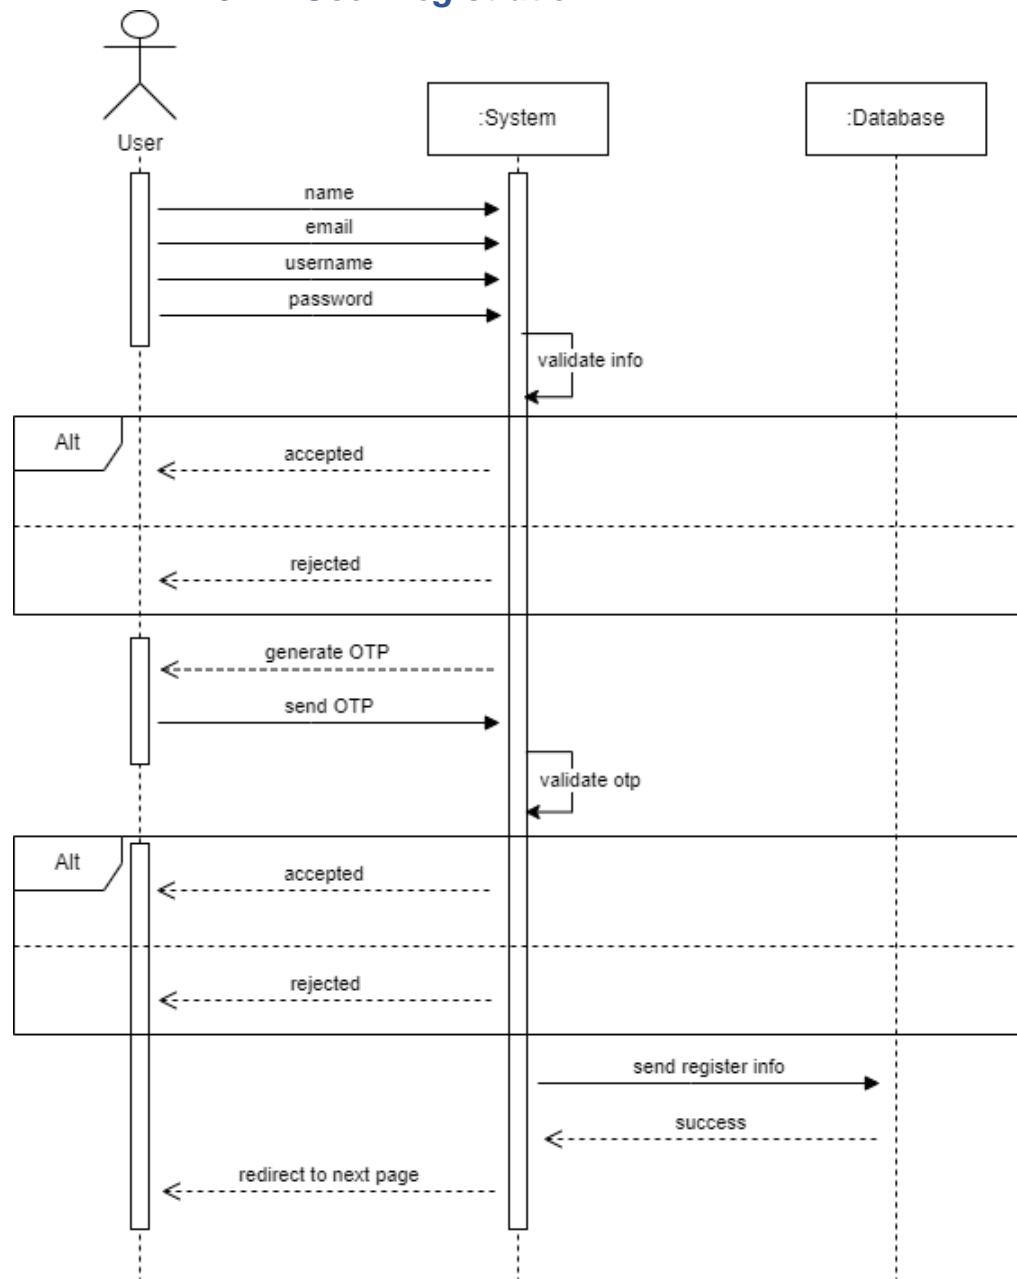 User
:System
:Database
name
email
username
password
validate info
Alt
accepted
rejected
generate OTP
send OTP
validate otp
Alt
accepted
rejected
send register info
success
redirect to next page